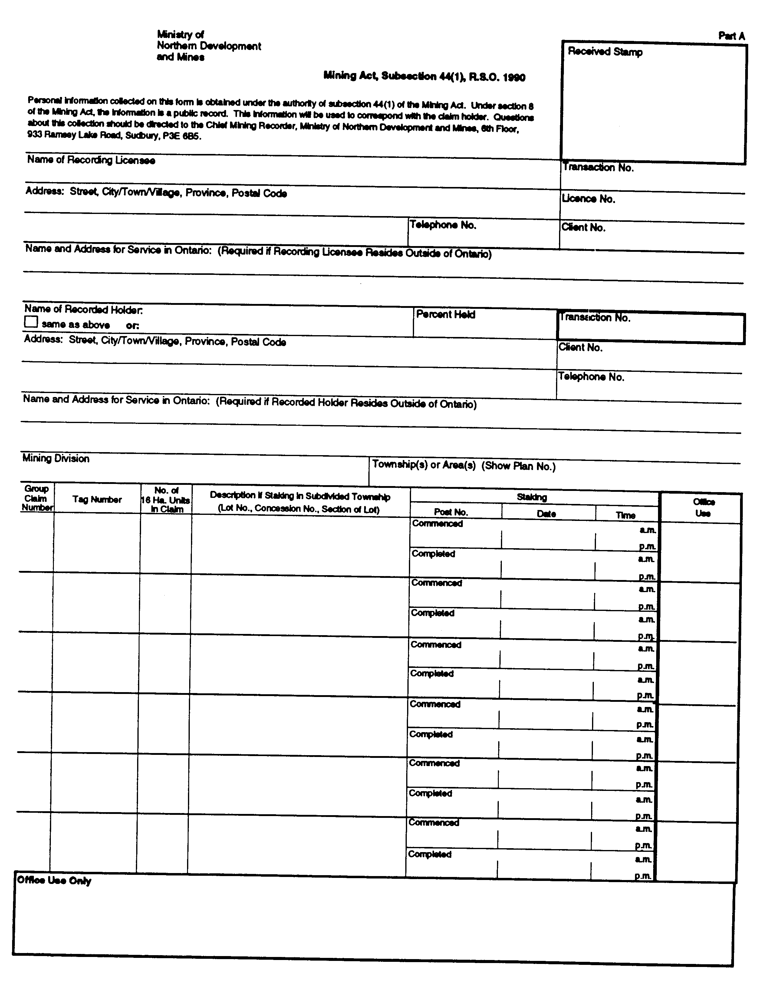 Part A
Ministry of
Northern Development
and Mines
Received Stamp
Mining Act, Subsection 44(1), R.S.O. 1990
Personal information collected on this form is obtained under the authority of subsection 44(1) of the Mining Act. Under section 8
of the Mining Act, the information is a public record. This information will be used to correspond with the claim holder. Questions
about this collection should be directed to the Chief Mining Recorder, Ministry of Northern Development and Mines, 6th Floor,
933 Ramsey Lake Road, Sudbury, P3E 6B5.
Name of Recording Licensee
Transaction No.
Address: Street, City/Town/Village, Province, Postal Code
Licence No.
Telephone No.
Client No.
Name and Address for Service in Ontario: (Required if Recording Licensee Resides Outside of Ontario)
Name of Recorded Holder:
Percent Held
Transaction No.
same as above or:
Address: Street, City/Town/Village, Province, Postal Code
Client No.
Telephone No.
Name and Address for Service in Ontario: (Required if Recorded Holder Resides Outside of Ontario)
Mining Division
Township(s) or Area(s) (Show Plan No.)
Group
Claim
Number
Tag Number
No. of
16 Ha. Units
in Claim
Description if Staking in Subdivided Township
(Lot No., Concession No., Section of Lot)
Staking
Post No.
Date
Time
Office
Use
Commenced
a.m.
p.m.
Completed
a.m.
p.m.
Commenced
a.m.
p.m.
Completed
a.m.
p.m.
Commenced
a.m.
p.m.
Completed
a.m.
p.m.
Commenced
a.m.
p.m.
Completed
a.m.
p.m.
Commenced
a.m.
p.m.
Completed
a.m.
p.m.
Commenced
a.m.
p.m.
Completed
a.m.
p.m.
Office Use Only